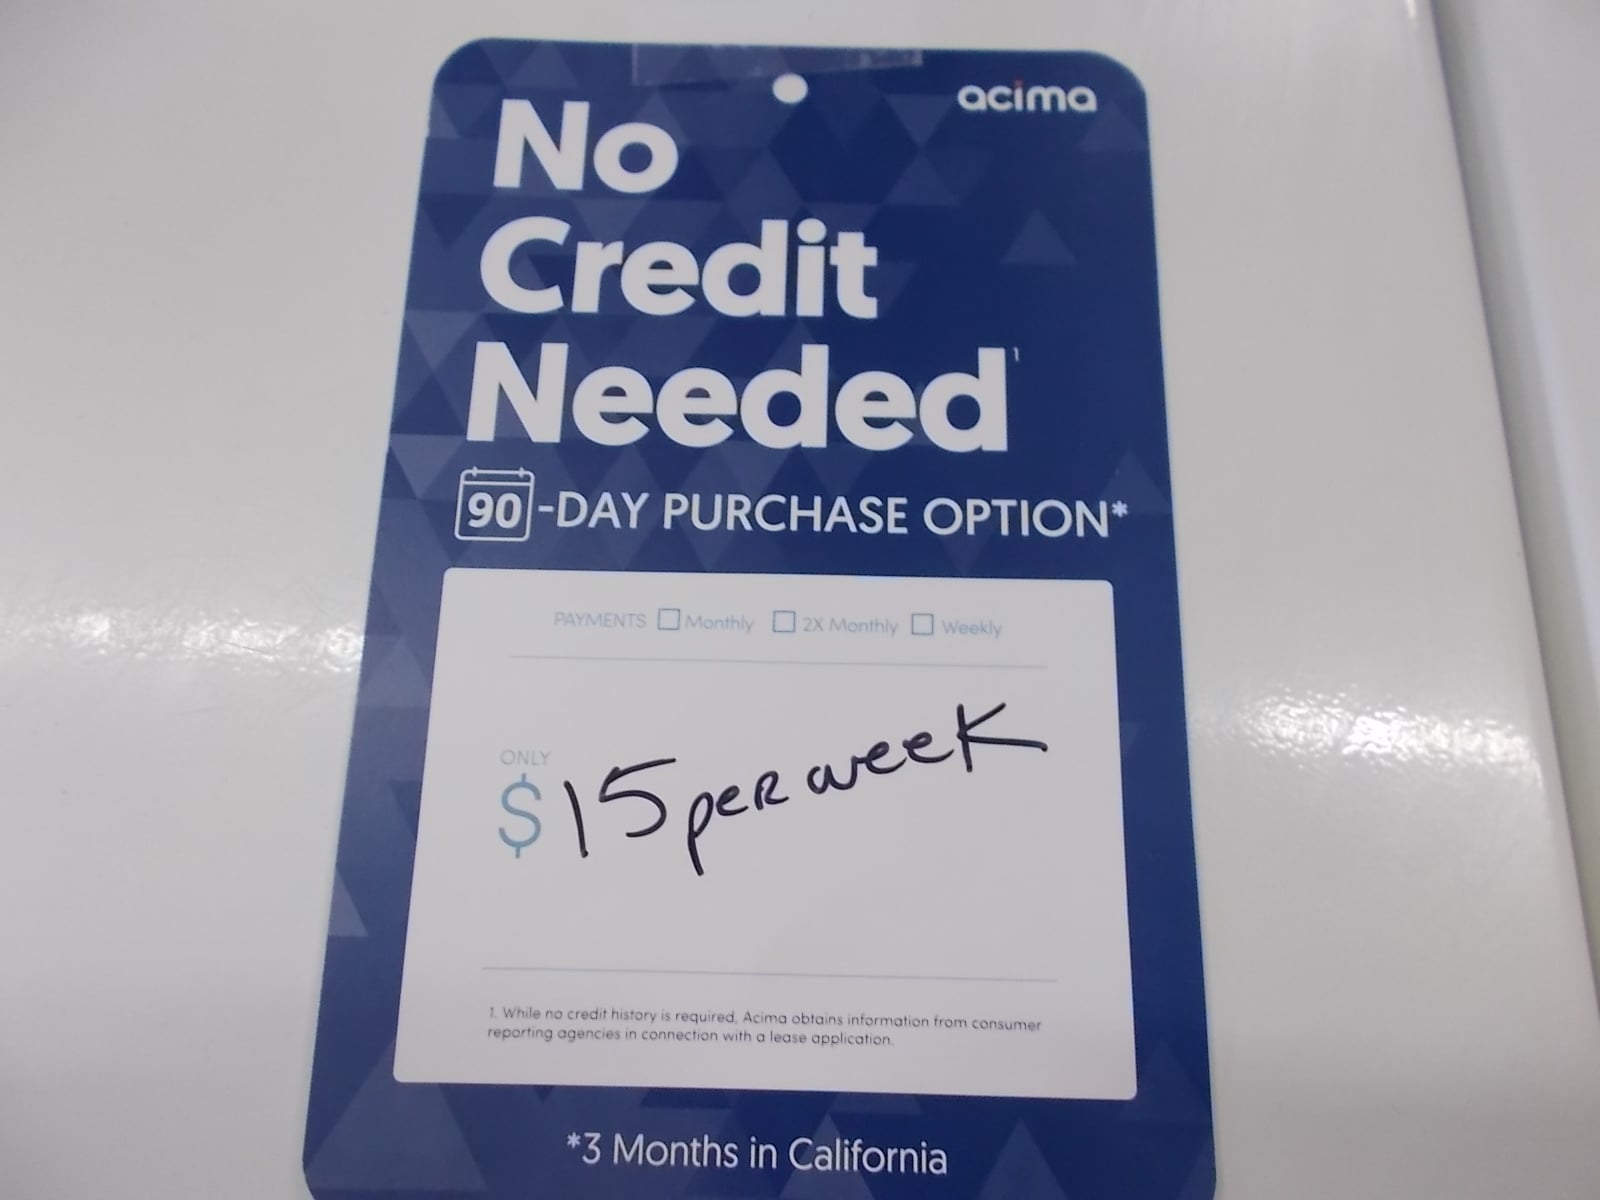 acima
No
Credit
Needed¹
90-DAY PURCHASE OPTION*
PAYMENTS Monthly 2X Monthly Weekly
ONLY
$ 15 per week
1. While no credit history is required, Acima obtains information from consumer
reporting agencies in connection with a lease application.
*3 Months in California